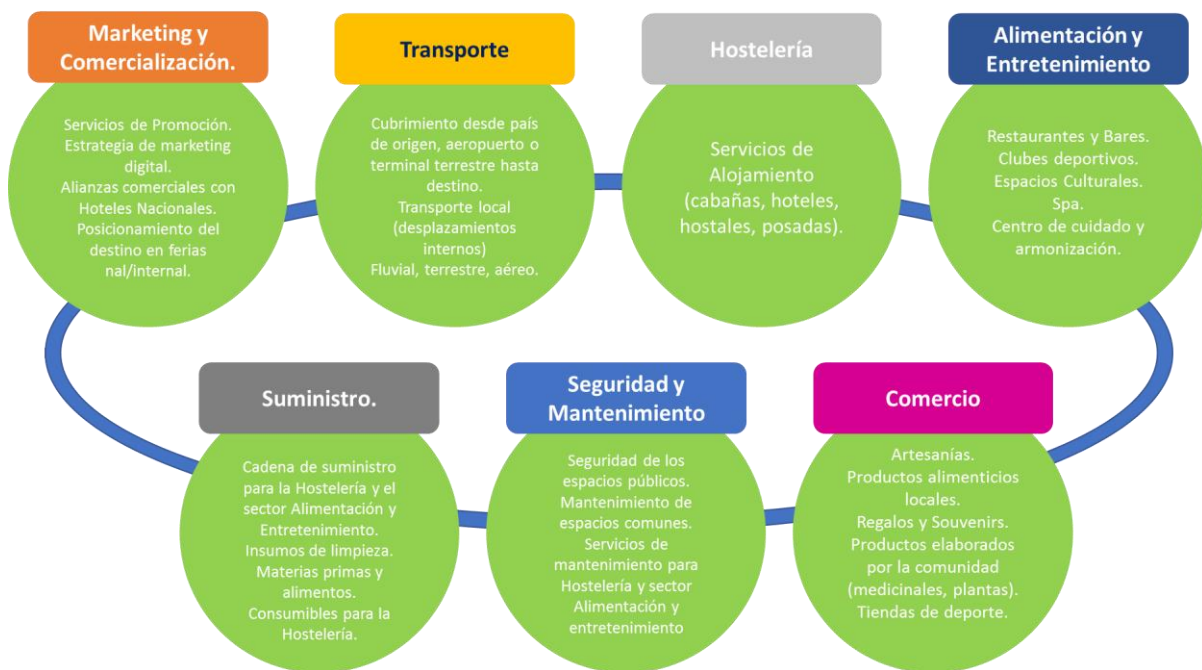 Marketing y
Comercialización.
Servicios de Promoción.
Estrategia de marketing
digital.
Alianzas comerciales con
Hoteles Nacionales.
Posicionamiento del
destino en ferias
nal/internal.
Transporte
Cubrimiento desde país
de origen, aeropuerto o
terminal terrestre hasta
destino.
Transporte local
(desplazamientos
internos)
Fluvial, terrestre, aéreo.
Hostelería
Servicios de
Alojamiento
(cabañas, hoteles,
hostales, posadas).
Alimentación y
Entretenimiento
Restaurantes y Bares.
Clubes deportivos.
Espacios Culturales.
Spa.
Centro de cuidado y
armonización.
Suministro.
Cadena de suministro
para la Hostelería y el
sector Alimentación y
Entretenimiento.
Insumos de limpieza.
Materias primas y
alimentos.
Consumibles para la
Hostelería.
Seguridad y
Mantenimiento
Seguridad de los
espacios públicos.
Mantenimiento de
espacios comunes.
Servicios de
mantenimiento para
Hostelería y sector
Alimentación y
entretenimiento
Comercio
Artesanías.
Productos alimenticios
locales.
Regalos y Souvenirs.
Productos elaborados
por la comunidad
(medicinales, plantas).
Tiendas de deporte.